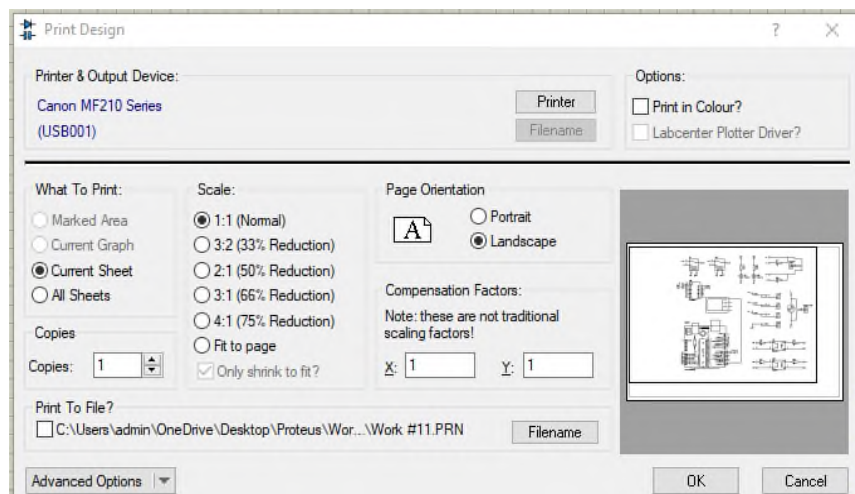 Print Design
?
Printer & Output Device:
Canon MF210 Series
(USB001)
Printer
Filename
Options:
Print in Colour?
Labcenter Plotter Driver?
What To Print:
Marked Area
Current Graph
Current Sheet
All Sheets
Copies
Copies: 1
Scale:
1:1 (Normal)
3:2 (33% Reduction)
2:1 (50% Reduction)
3:1 (66% Reduction)
4:1 (75% Reduction)
Fit to page
Only shrink to fit?
Page Orientation
A
Portrait
Landscape
Compensation Factors:
Note: these are not traditional
scaling factors!
X: 1 Y: 1
Print To File?
C:\Users\admin\OneDrive\Desktop\Proteus\Wor...\Work #11.PRN
Filename
Advanced Options
OK
Cancel